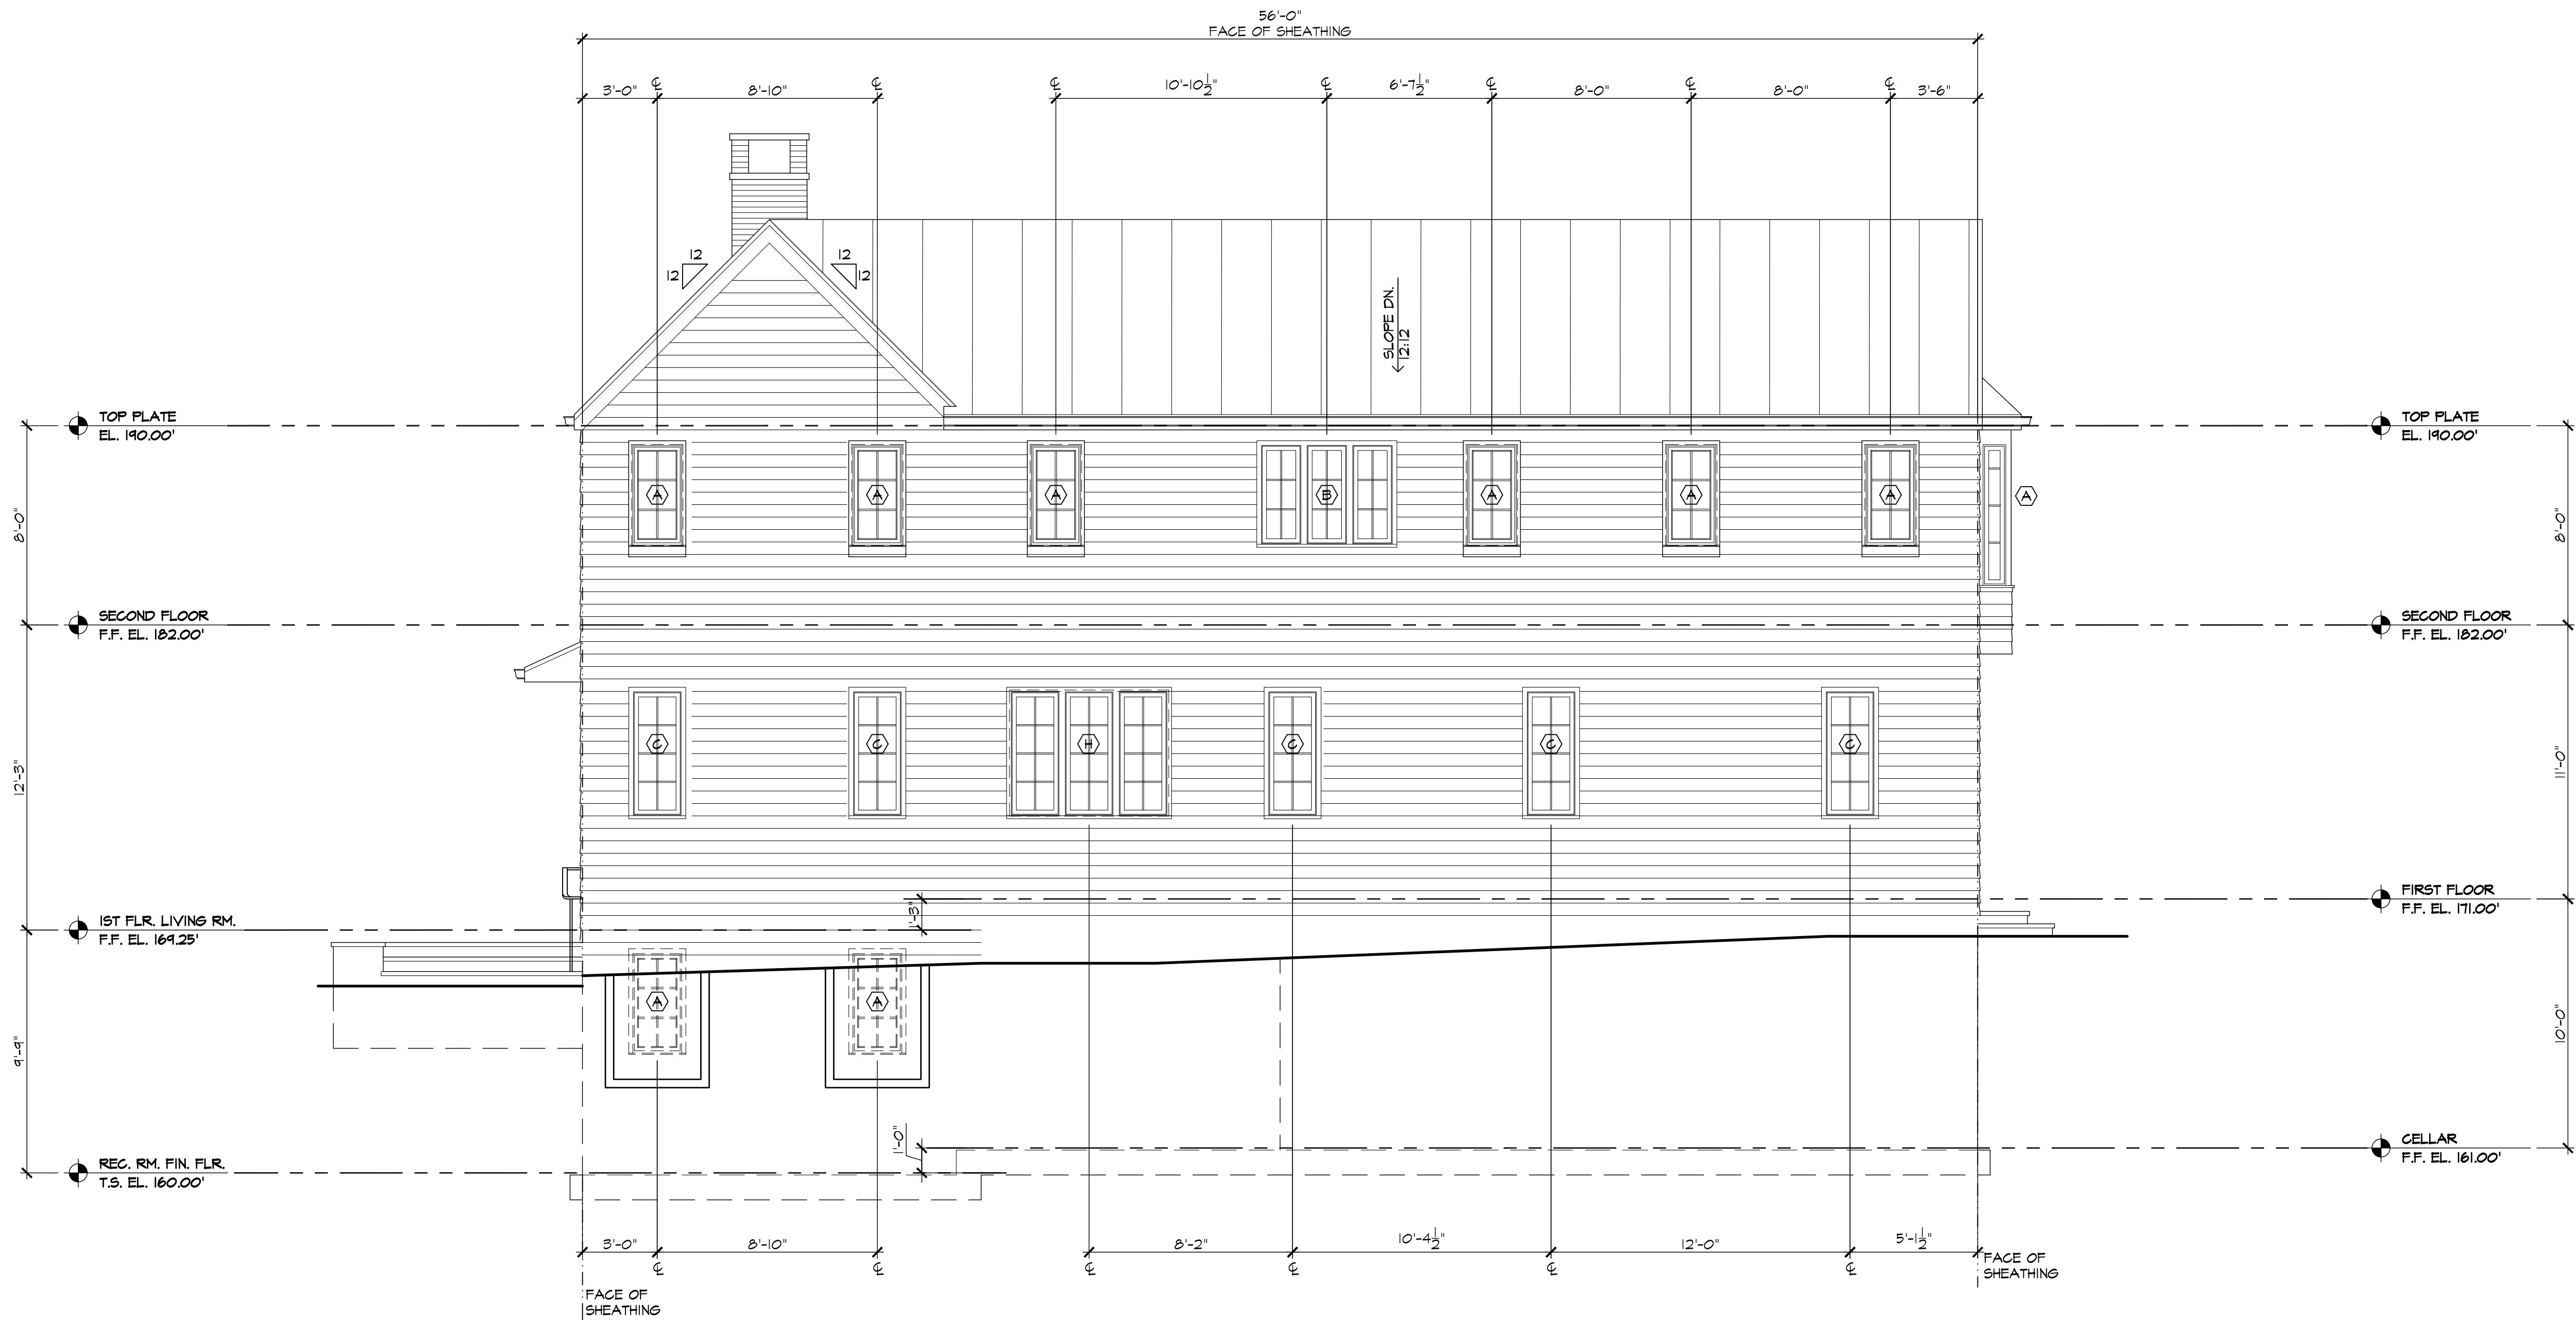 56'-0"
FACE OF SHEATHING
3'-0" ℄ 8'-10" ℄ ℄ 10'-10 1/2" ℄ 6'-7 1/2" ℄ 8'-0" ℄ 8'-0" ℄ 3'-6"
12 12
12 12
SLOPE DN.
12:12
TOP PLATE
EL. 190.00'
TOP PLATE
EL. 190.00'
A A A B A A A A
8'-0"
8'-0"
SECOND FLOOR
F.F. EL. 182.00'
SECOND FLOOR
F.F. EL. 182.00'
C C H C C C
12'-3"
11'-0"
1'-3"
1ST FLR. LIVING RM.
F.F. EL. 169.25'
FIRST FLOOR
F.F. EL. 171.00'
A A
9'-9"
10'-0"
1'-0"
REC. RM. FIN. FLR.
T.S. EL. 160.00'
CELLAR
F.F. EL. 161.00'
3'-0" 8'-10" 8'-2" 10'-4 1/2" 12'-0" 5'-1 1/2"
℄ ℄ ℄ ℄ ℄ ℄
FACE OF
SHEATHING
FACE OF
SHEATHING